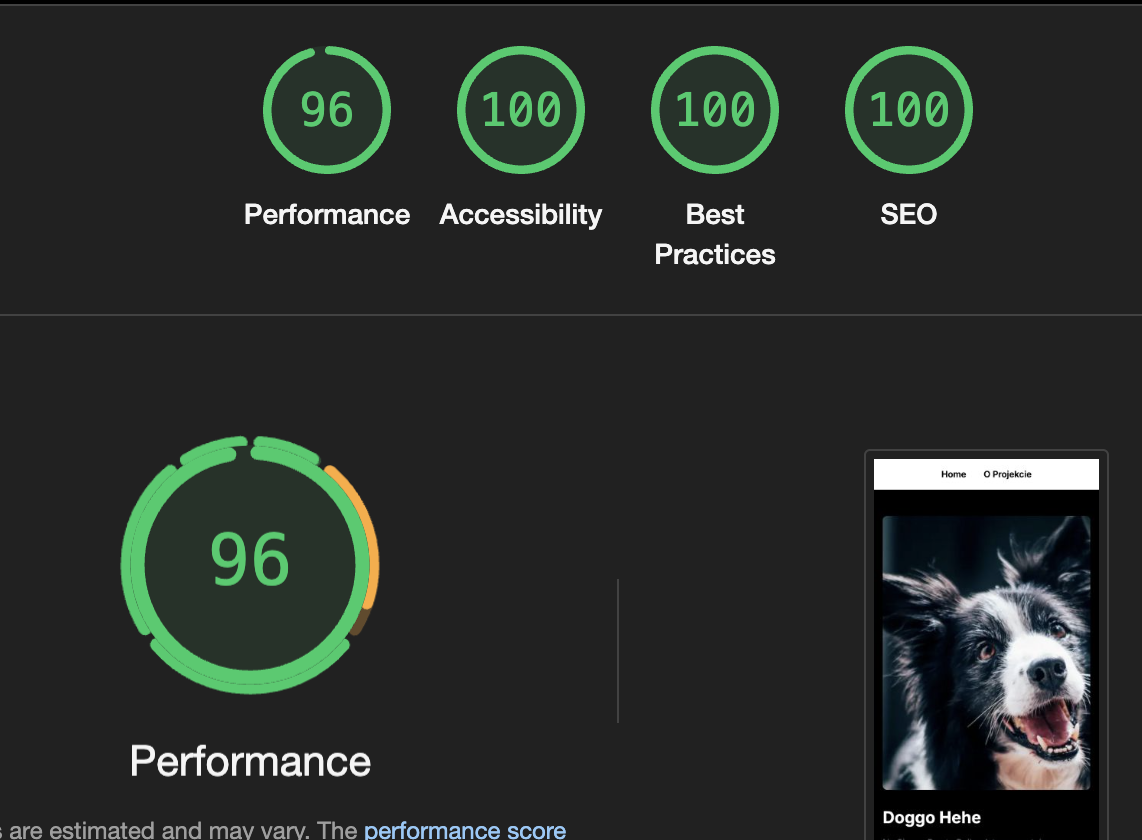 96 100 100 100
Performance Accessibility Best Practices SEO
96
Performance
are estimated and may vary. The performance score
Home O Projekcie
Doggo Hehe